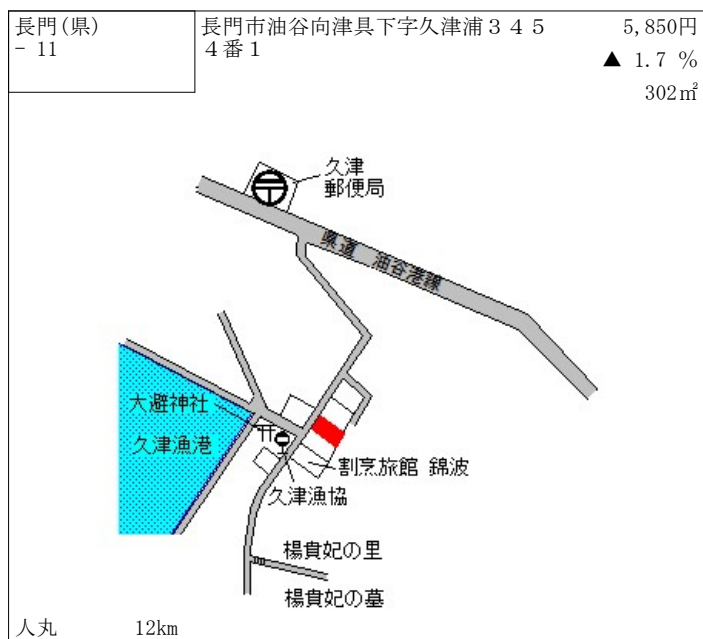 長門(県)
- 11
長門市油谷向津具下字久津浦３４５
４番１
5,850円
▲ 1.7 %
302㎡
久津
郵便局
県道 油谷港線
大避神社
久津漁港
割烹旅館 錦波
久津漁協
楊貴妃の里
楊貴妃の墓
人丸 12km